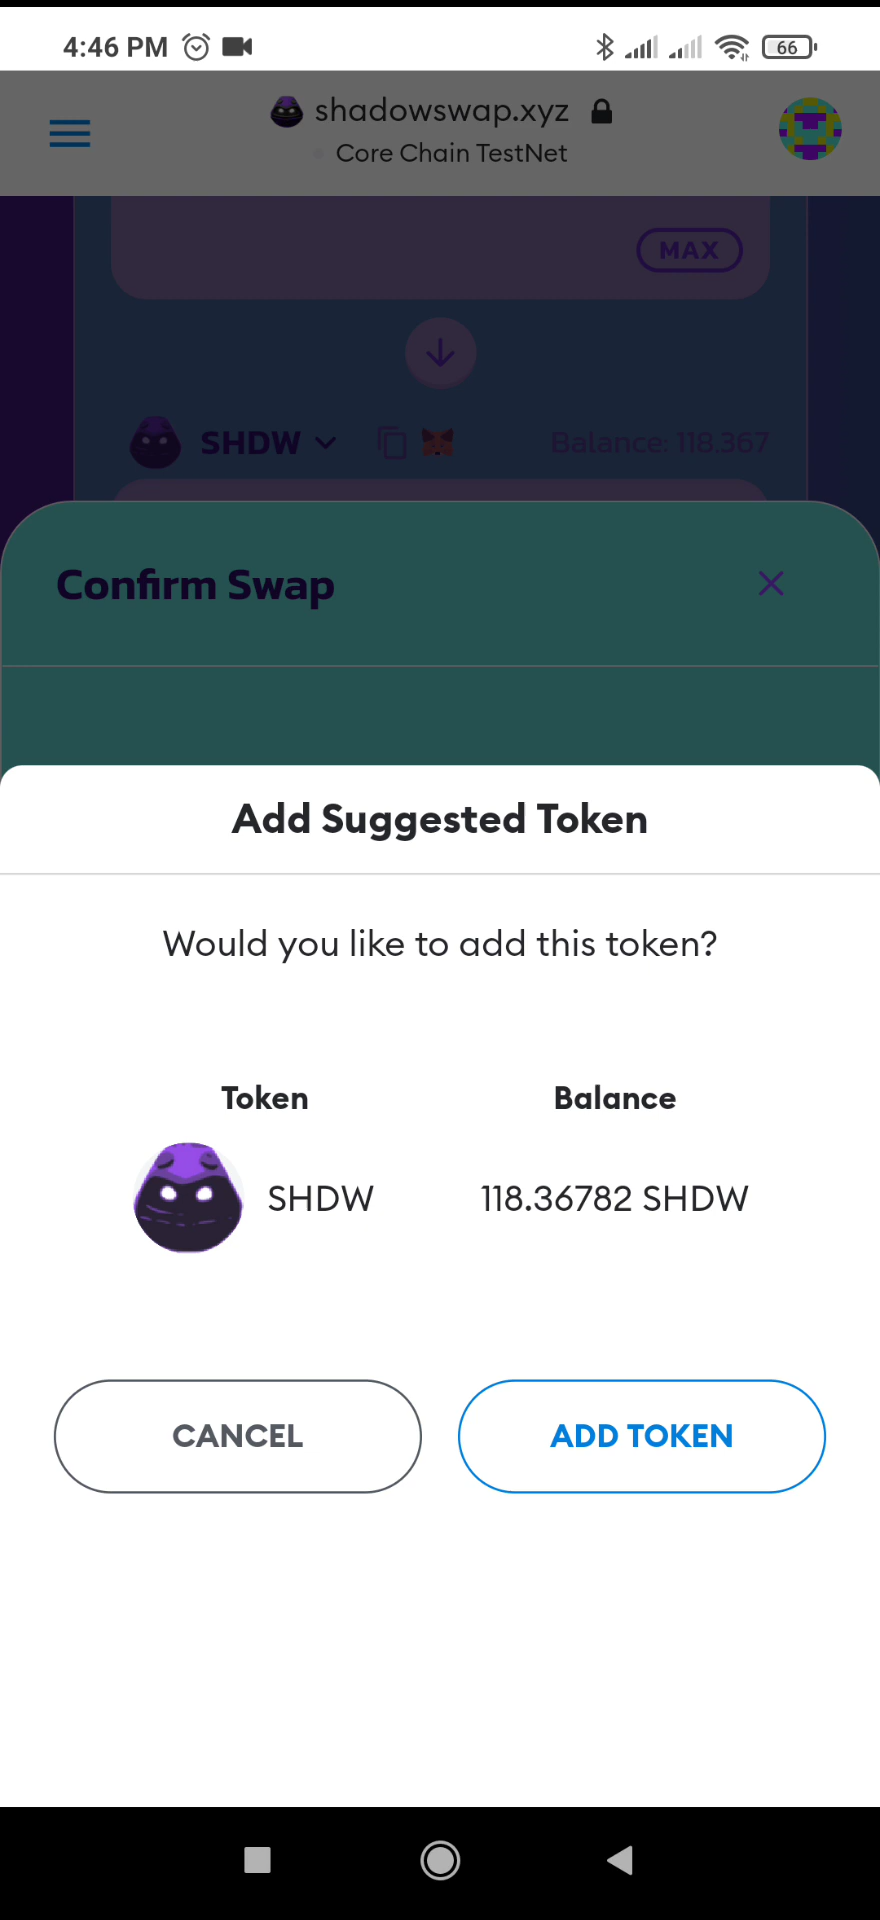 4:46 PM
66
shadowswap.xyz
Core Chain TestNet
MAX
SHDW
Balance: 118.367
Confirm Swap
Add Suggested Token
Would you like to add this token?
Token Balance
SHDW 118.36782 SHDW
CANCEL ADD TOKEN